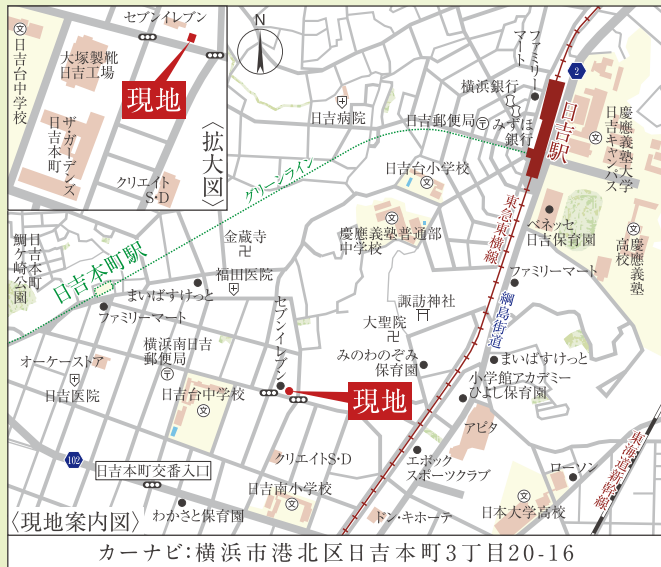 セブンイレブン
日吉台中学校
大塚製靴
日吉工場
現地
ザ・ガーデンズ
日吉本町
クリエイト
S・D
〈拡大図〉
N
ファミリー
マート
2
横浜銀行
日吉病院
日吉郵便局
みずほ
銀行
日吉駅
慶應義塾大学
日吉キャンパス
グリーンライン
日吉台小学校
東急東横線
慶應義塾普通部
中学校
ベネッセ
日吉保育園
慶應義塾
高校
金蔵寺
日吉本町
鯛ヶ崎公園
日吉本町駅
福田医院
まいばすけっと
ファミリーマート
セブンイレブン
諏訪神社
ファミリーマート
綱島街道
大聖院
横浜南日吉
郵便局
オーケーストア
みのわのぞみ
保育園
まいばすけっと
日吉医院
日吉台中学校
現地
小学館アカデミー
ひよし保育園
アピタ
東海道新幹線
102
日吉本町交番入口
クリエイトS・D
エポック
スポーツクラブ
ローソン
日吉南小学校
わかさと保育園
ドン・キホーテ
日本大学高校
〈現地案内図〉
カーナビ:横浜市港北区日吉本町3丁目20-16